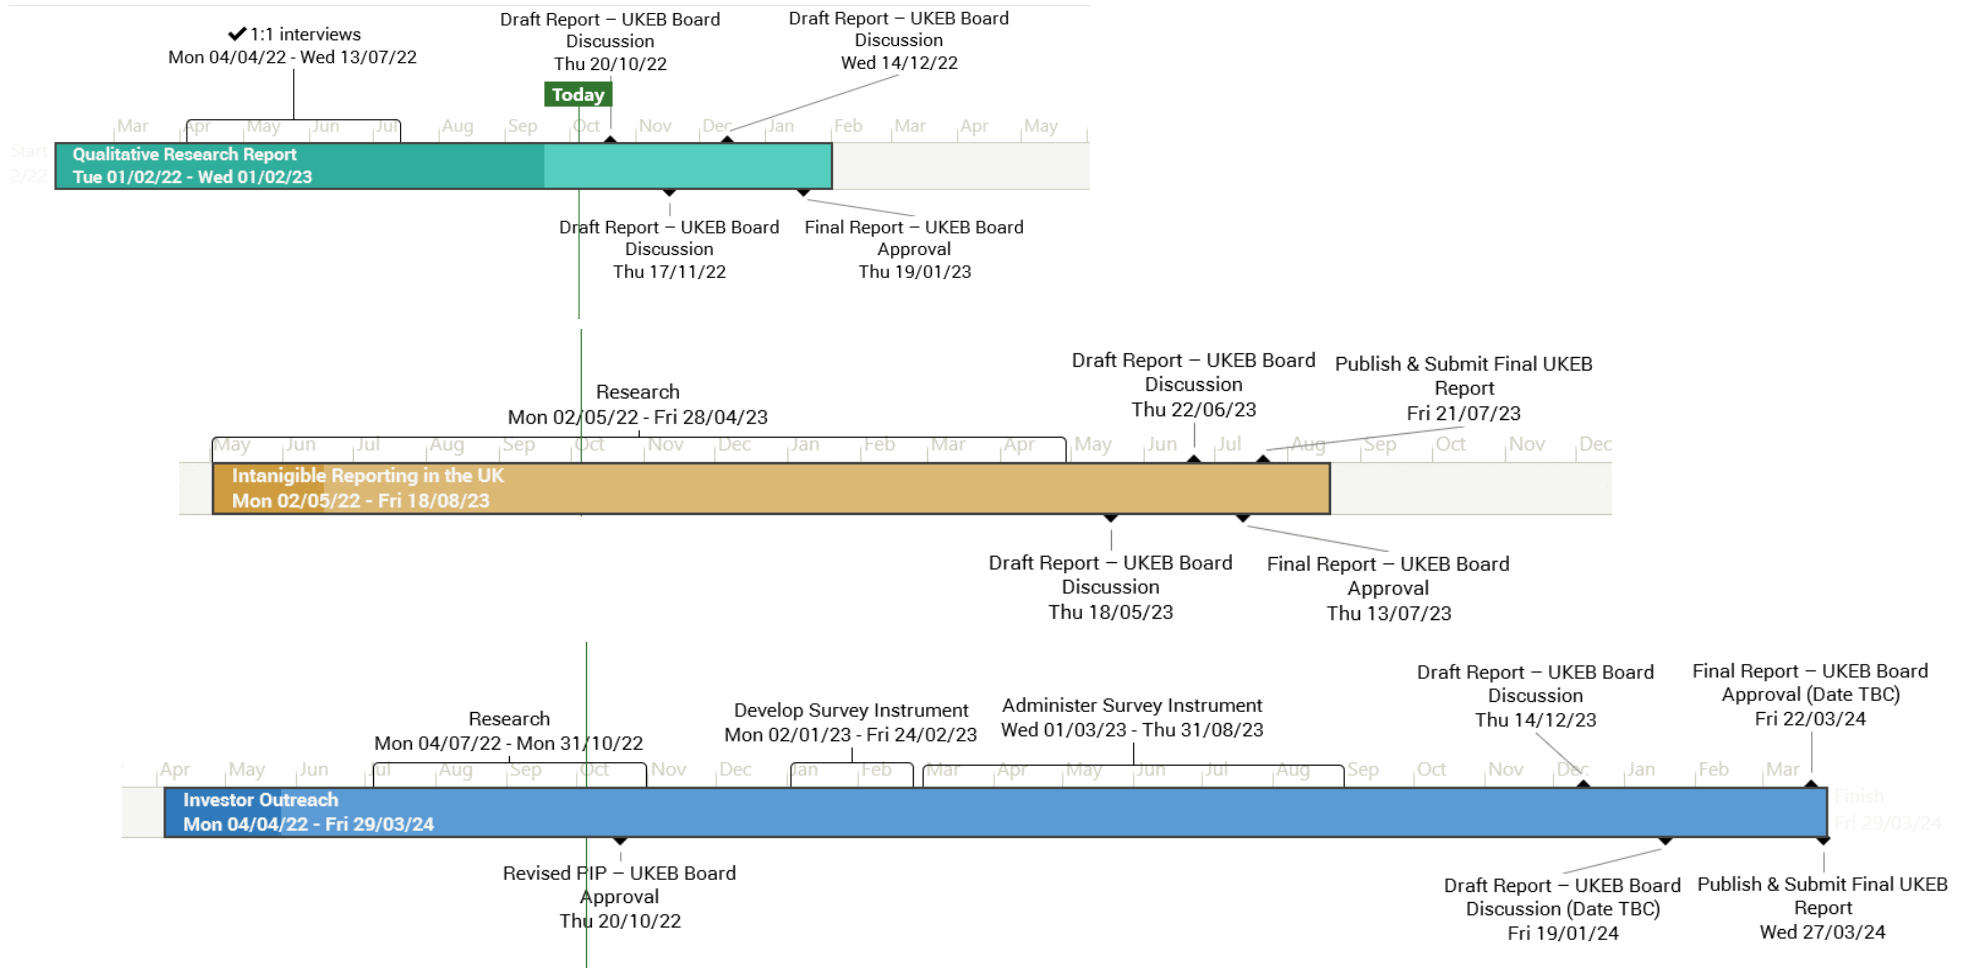 ✔ 1:1 interviews
Mon 04/04/22 - Wed 13/07/22
Draft Report – UKEB Board
Discussion
Thu 20/10/22
Draft Report – UKEB Board
Discussion
Wed 14/12/22
Today
Mar Apr May Jun Jul Aug Sep Oct Nov Dec Jan Feb Mar Apr May
Start
2/22
Qualitative Research Report
Tue 01/02/22 - Wed 01/02/23
Draft Report – UKEB Board
Discussion
Thu 17/11/22
Final Report – UKEB Board
Approval
Thu 19/01/23
Research
Mon 02/05/22 - Fri 28/04/23
Draft Report – UKEB Board
Discussion
Thu 22/06/23
Publish & Submit Final UKEB
Report
Fri 21/07/23
May Jun Jul Aug Sep Oct Nov Dec Jan Feb Mar Apr May Jun Jul Aug Sep Oct Nov Dec
Intanigible Reporting in the UK
Mon 02/05/22 - Fri 18/08/23
Draft Report – UKEB Board
Discussion
Thu 18/05/23
Final Report – UKEB Board
Approval
Thu 13/07/23
Research
Mon 04/07/22 - Mon 31/10/22
Develop Survey Instrument
Mon 02/01/23 - Fri 24/02/23
Administer Survey Instrument
Wed 01/03/23 - Thu 31/08/23
Draft Report – UKEB Board
Discussion
Thu 14/12/23
Final Report – UKEB Board
Approval (Date TBC)
Fri 22/03/24
Apr May Jun Jul Aug Sep Oct Nov Dec Jan Feb Mar Apr May Jun Jul Aug Sep Oct Nov Dec Jan Feb Mar
Investor Outreach
Mon 04/04/22 - Fri 29/03/24
Finish
Fri 29/03/24
Revised PIP – UKEB Board
Approval
Thu 20/10/22
Draft Report – UKEB Board
Discussion (Date TBC)
Fri 19/01/24
Publish & Submit Final UKEB
Report
Wed 27/03/24